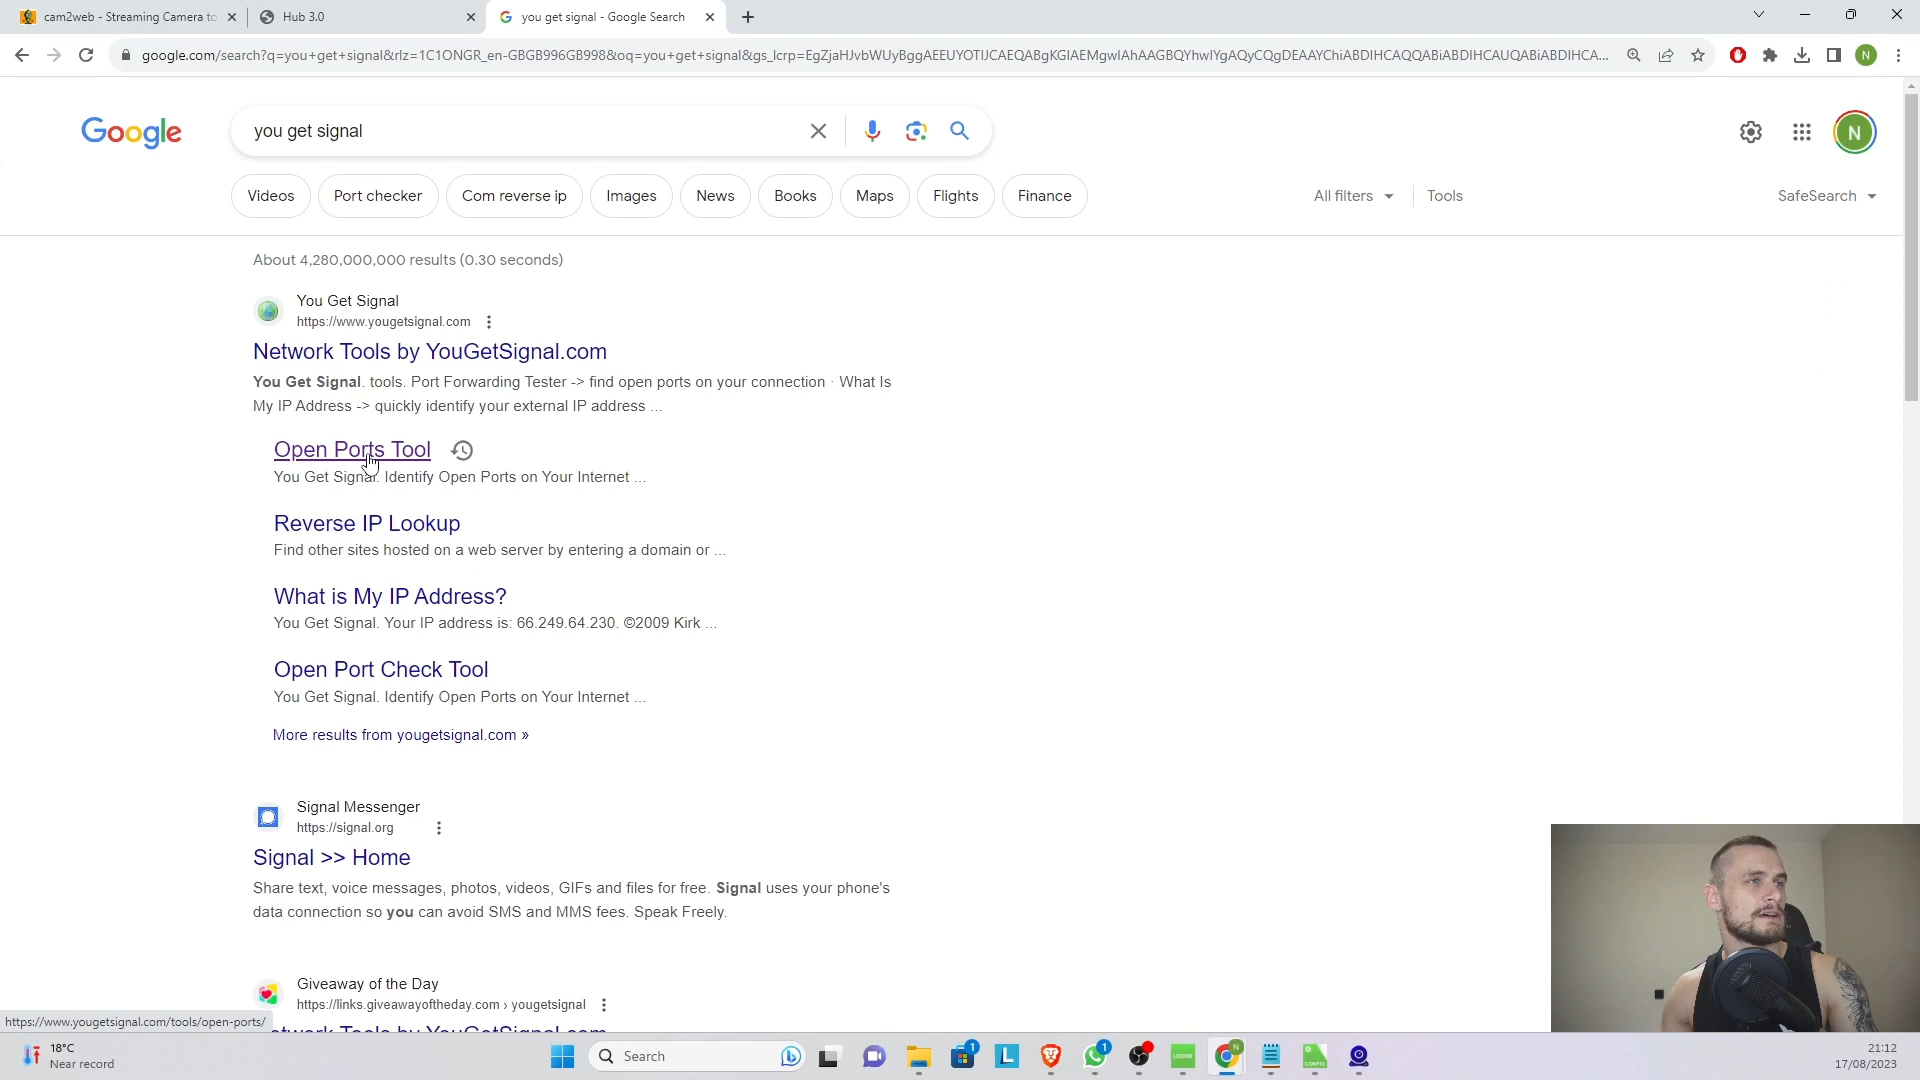 cam2web - Streaming Camera to
Hub 3.0
you get signal - Google Search
google.com/search?q=you+get+signal&rlz=1C1ONGR_en-GBGB996GB998&oq=you+get+signal&gs_lcrp=EgZjaHJvbWUyBggAEEUYOTIJCAEQABgKGIAEMgwIAhAAGBQYhwIYgAQyCQgDEAAYChiABDIHCAQQABiABDIHCAUQABiABDIHCA...
N
Google
you get signal
N
Videos
Port checker
Com reverse ip
Images
News
Books
Maps
Flights
Finance
All filters
Tools
SafeSearch
About 4,280,000,000 results (0.30 seconds)
You Get Signal
https://www.yougetsignal.com
Network Tools by YouGetSignal.com
You Get Signal. tools. Port Forwarding Tester -> find open ports on your connection · What Is
My IP Address -> quickly identify your external IP address ...
Open Ports Tool
You Get Signal. Identify Open Ports on Your Internet ...
Reverse IP Lookup
Find other sites hosted on a web server by entering a domain or ...
What is My IP Address?
You Get Signal. Your IP address is: 66.249.64.230. ©2009 Kirk ...
Open Port Check Tool
You Get Signal. Identify Open Ports on Your Internet ...
More results from yougetsignal.com »
Signal Messenger
https://signal.org
Signal >> Home
Share text, voice messages, photos, videos, GIFs and files for free. Signal uses your phone's
data connection so you can avoid SMS and MMS fees. Speak Freely.
Giveaway of the Day
https://links.giveawayoftheday.com › yougetsignal
https://www.yougetsignal.com/tools/open-ports/
etwork Tools by YouGetSignal.com
18°C
Near record
Search
1
L
1
N
CONFIG
21:12
17/08/2023